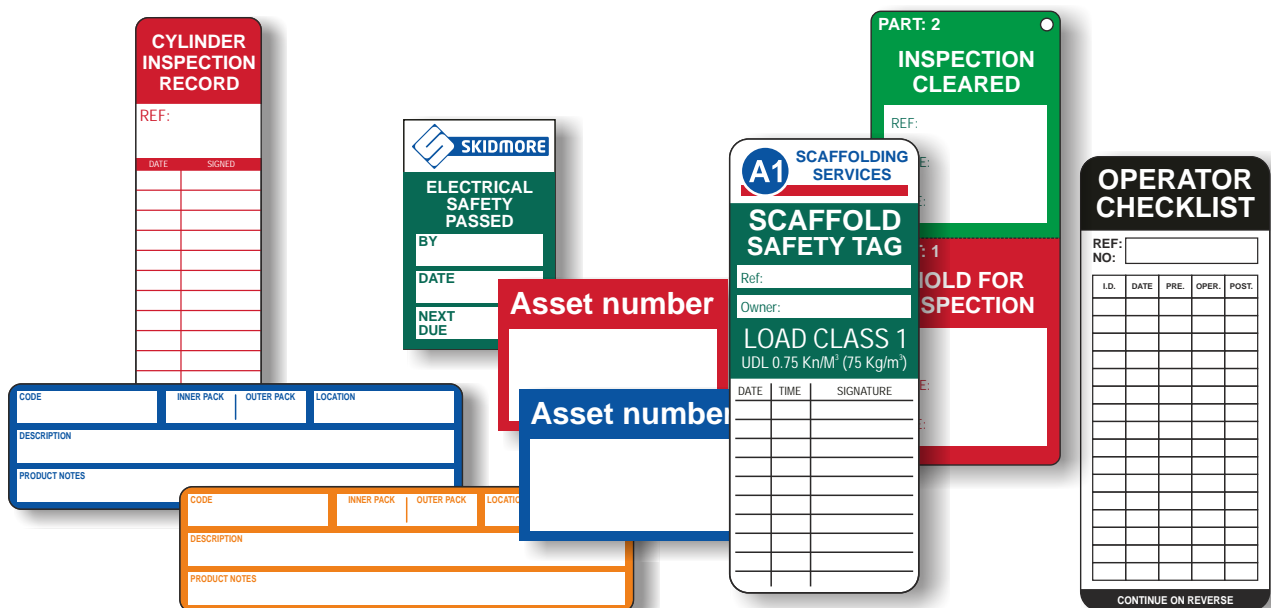 CYLINDER
INSPECTION
RECORD
REF:
DATE SIGNED
SKIDMORE
ELECTRICAL
SAFETY
PASSED
BY
DATE
NEXT
DUE
Asset number
Asset number
CODE INNER PACK OUTER PACK LOCATION
DESCRIPTION
PRODUCT NOTES
CODE INNER PACK OUTER PACK
DESCRIPTION
PRODUCT NOTES
A1
SCAFFOLDING
SERVICES
SCAFFOLD
SAFETY TAG
Ref:
Owner:
LOAD CLASS 1
UDL 0.75 Kn/M³ (75 Kg/m³)
DATE TIME SIGNATURE
PART: 2
INSPECTION
CLEARED
REF:
1
FOR
OPERATOR
CHECKLIST
REF:
NO:
I.D. DATE PRE. OPER. POST.
CONTINUE ON REVERSE